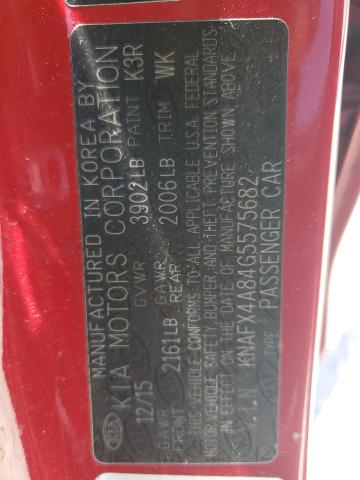 MANUFACTURED IN KOREA BY
KIA MOTORS CORPORATION
12/15 GVWR 3902LB PAINT K3R
GAWR GAWR
FRONT 2161LB REAR 2006LB TRIM WK
THIS VEHICLE CONFORMS TO ALL APPLICABLE U.S.A. FEDERAL
MOTOR VEHICLE SAFETY, BUMPER, AND THEFT PREVENTION STANDARDS
IN EFFECT ON THE DATE OF MANUFACTURE SHOWN ABOVE.
V.I.N. KNAFX4A84G5575682
TYPE PASSENGER CAR
KIA